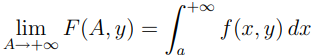 lim_{A→+∞} F(A, y) = ∫_a^{+∞} f(x, y) dx